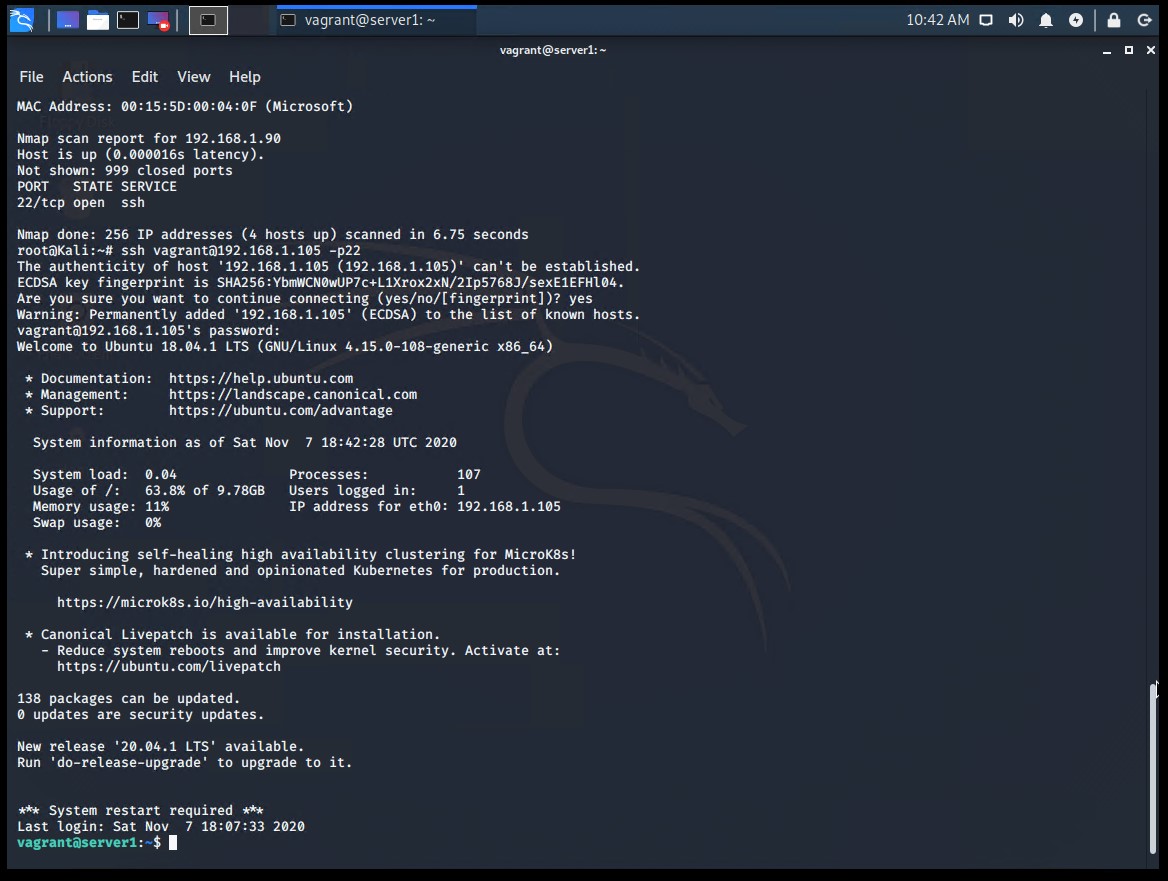 vagrant@server1: ~
10:42 AM
vagrant@server1: ~
File Actions Edit View Help
MAC Address: 00:15:5D:00:04:0F (Microsoft)
Nmap scan report for 192.168.1.90
Host is up (0.000016s latency).
Not shown: 999 closed ports
PORT   STATE SERVICE
22/tcp open  ssh
Nmap done: 256 IP addresses (4 hosts up) scanned in 6.75 seconds
root@Kali:~# ssh vagrant@192.168.1.105 -p22
The authenticity of host '192.168.1.105 (192.168.1.105)' can't be established.
ECDSA key fingerprint is SHA256:YbmWCN0wUP7c+L1Xrox2xN/2Ip5768J/sexE1EFHl04.
Are you sure you want to continue connecting (yes/no/[fingerprint])? yes
Warning: Permanently added '192.168.1.105' (ECDSA) to the list of known hosts.
vagrant@192.168.1.105's password:
Welcome to Ubuntu 18.04.1 LTS (GNU/Linux 4.15.0-108-generic x86_64)
 * Documentation:  https://help.ubuntu.com
 * Management:     https://landscape.canonical.com
 * Support:        https://ubuntu.com/advantage
  System information as of Sat Nov  7 18:42:28 UTC 2020
  System load:  0.04              Processes:           107
  Usage of /:   63.8% of 9.78GB   Users logged in:     1
  Memory usage: 11%               IP address for eth0: 192.168.1.105
  Swap usage:   0%
 * Introducing self-healing high availability clustering for MicroK8s!
   Super simple, hardened and opinionated Kubernetes for production.
     https://microk8s.io/high-availability
 * Canonical Livepatch is available for installation.
   - Reduce system reboots and improve kernel security. Activate at:
     https://ubuntu.com/livepatch
138 packages can be updated.
0 updates are security updates.
New release '20.04.1 LTS' available.
Run 'do-release-upgrade' to upgrade to it.
*** System restart required ***
Last login: Sat Nov  7 18:07:33 2020
vagrant@server1:~$